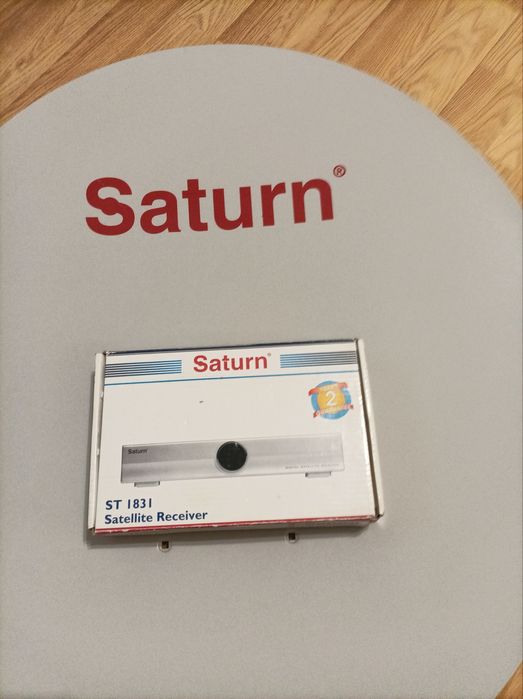 Saturn®
Saturn®
2
Saturn
ST 1831
Satellite Receiver